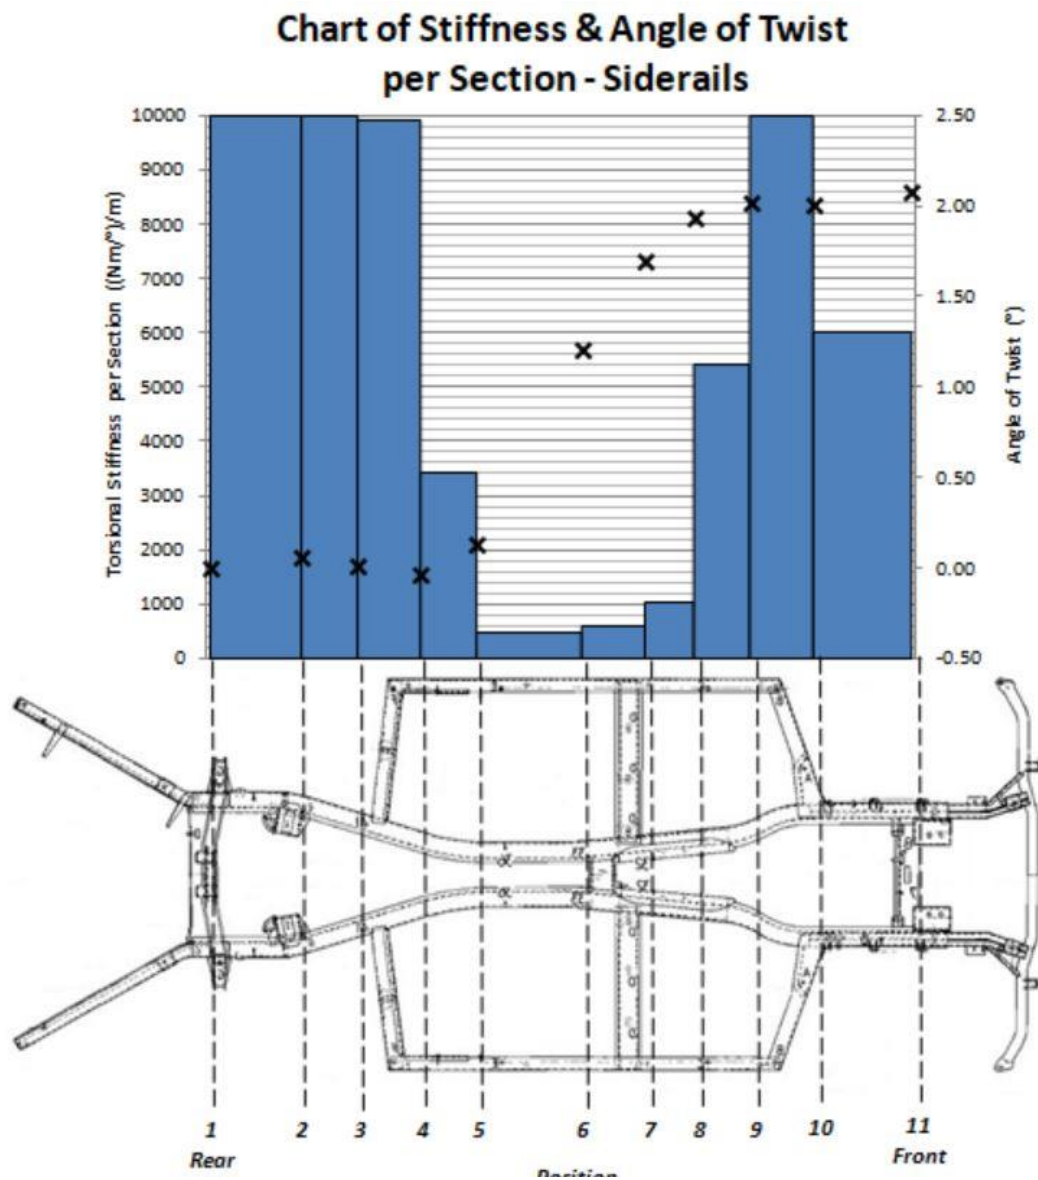 Chart of Stiffness & Angle of Twist
per Section - Siderails
Torsional Stiffness per Section ((Nm/°)/m)
10000
9000
8000
7000
6000
5000
4000
3000
2000
1000
0
2.50
2.00
1.50
1.00
0.50
0.00
-0.50
Angle of Twist (°)
1 2 3 4 5 6 7 8 9 10 11
Rear Front
Position